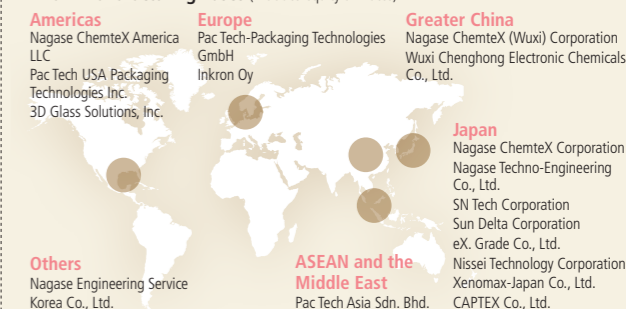 Americas
Nagase ChemteX America
LLC
Pac Tech USA Packaging
Technologies Inc.
3D Glass Solutions, Inc.
Europe
Pac Tech-Packaging Technologies
GmbH
Inkron Oy
Greater China
Nagase ChemteX (Wuxi) Corporation
Wuxi Chenghong Electronic Chemicals
Co., Ltd.
Japan
Nagase ChemteX Corporation
Nagase Techno-Engineering
Co., Ltd.
SN Tech Corporation
Sun Delta Corporation
eX. Grade Co., Ltd.
Nissei Technology Corporation
Xenomax-Japan Co., Ltd.
CAPTEX Co., Ltd.
Others
Nagase Engineering Service
Korea Co., Ltd.
ASEAN and the
Middle East
Pac Tech Asia Sdn. Bhd.